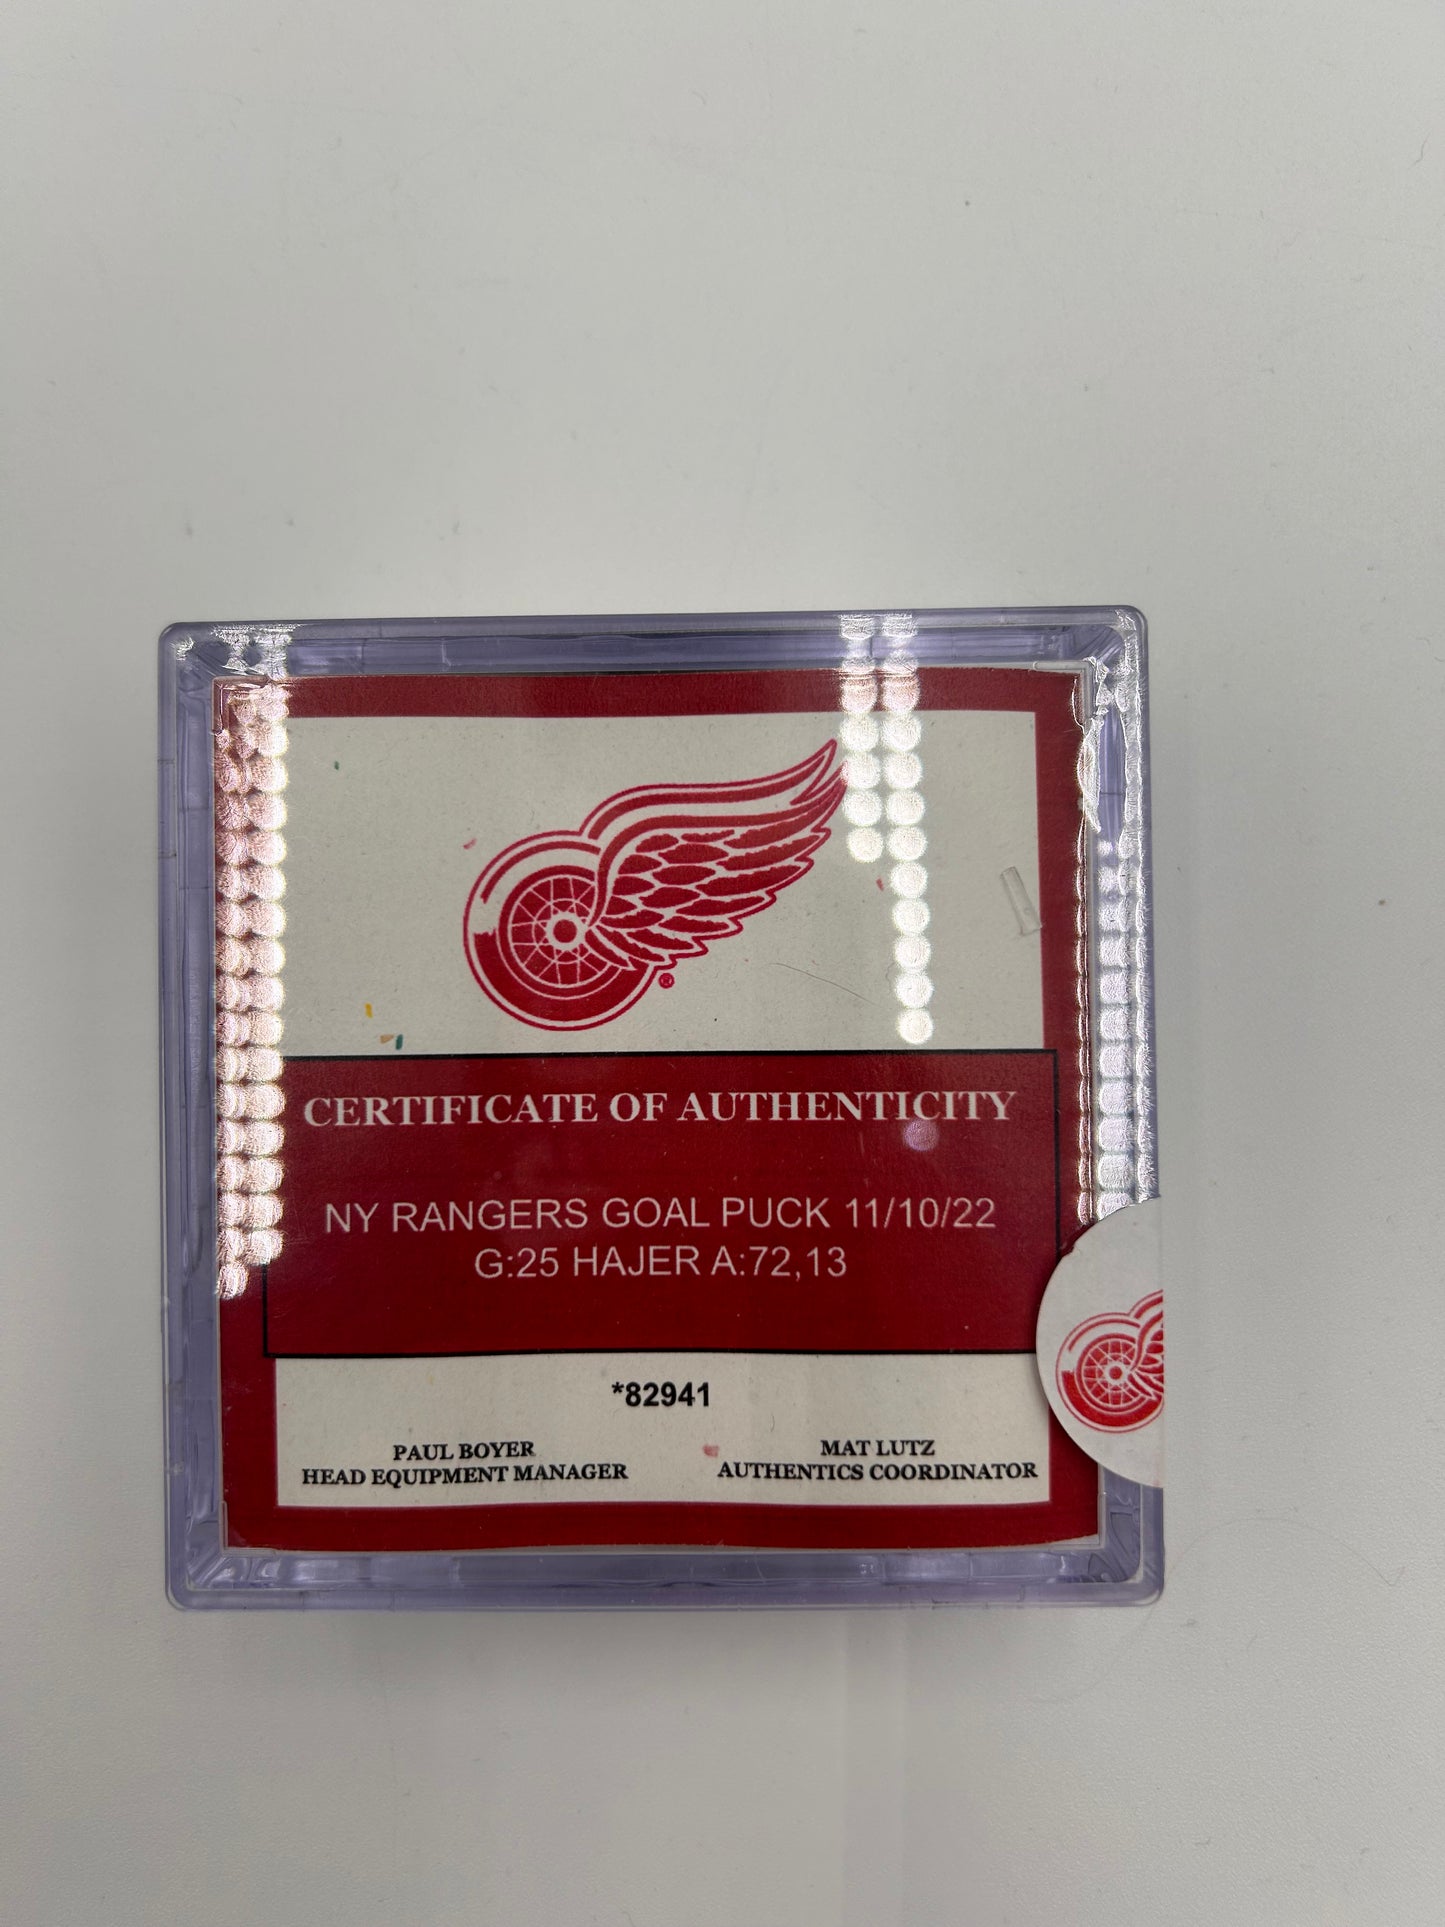 ®
CERTIFICATE OF AUTHENTICITY
NY RANGERS GOAL PUCK 11/10/22
G:25 HAJER A:72,13
*82941
PAUL BOYER
HEAD EQUIPMENT MANAGER
MAT LUTZ
AUTHENTICS COORDINATOR